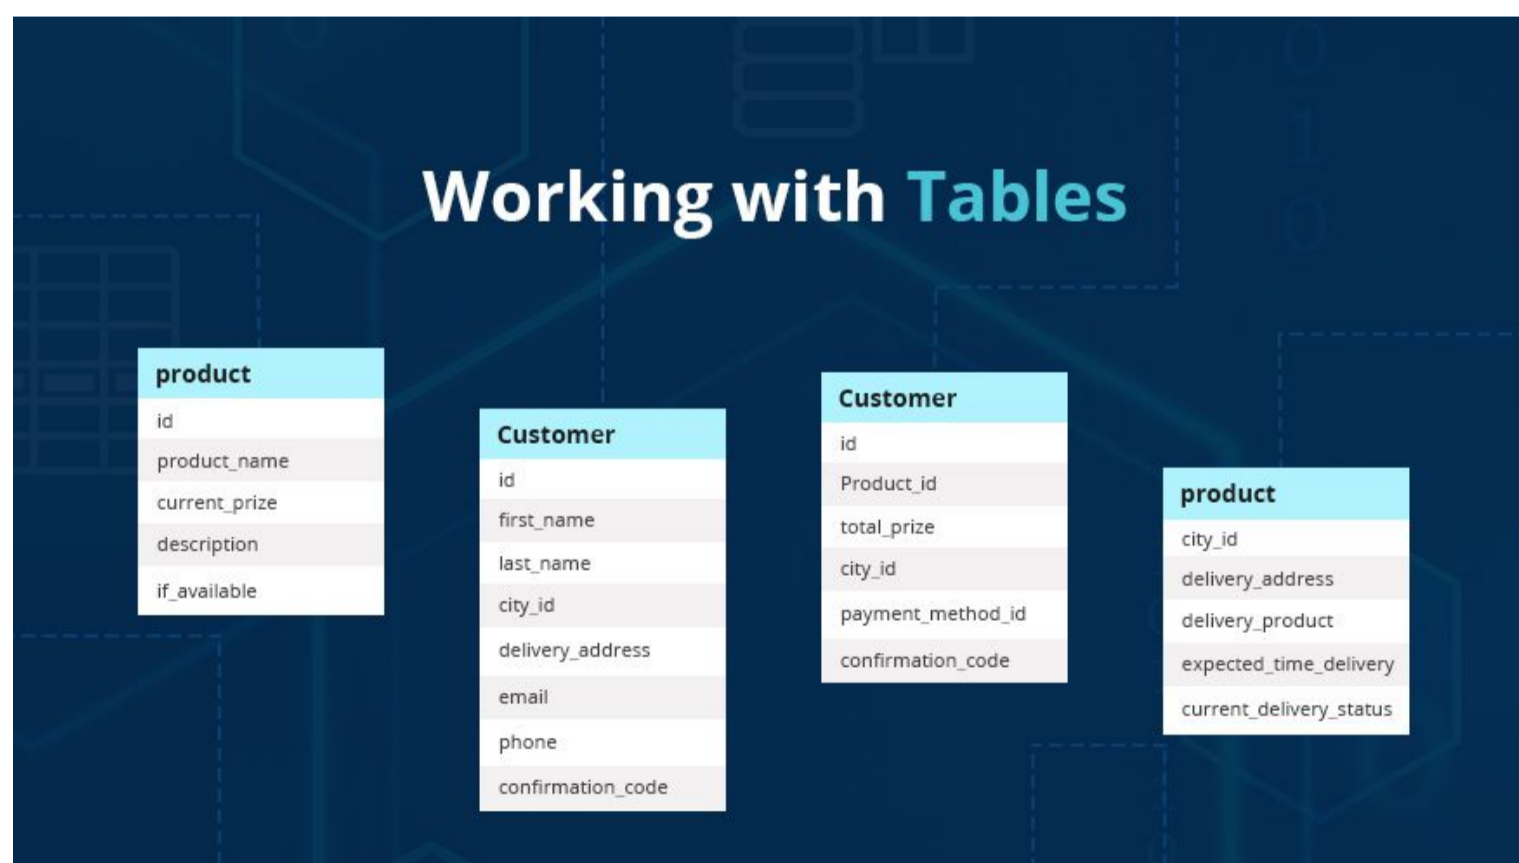 Working with Tables
product
id
product_name
current_prize
description
if_available
Customer
id
first_name
last_name
city_id
delivery_address
email
phone
confirmation_code
Customer
id
Product_id
total_prize
city_id
payment_method_id
confirmation_code
product
city_id
delivery_address
delivery_product
expected_time_delivery
current_delivery_status